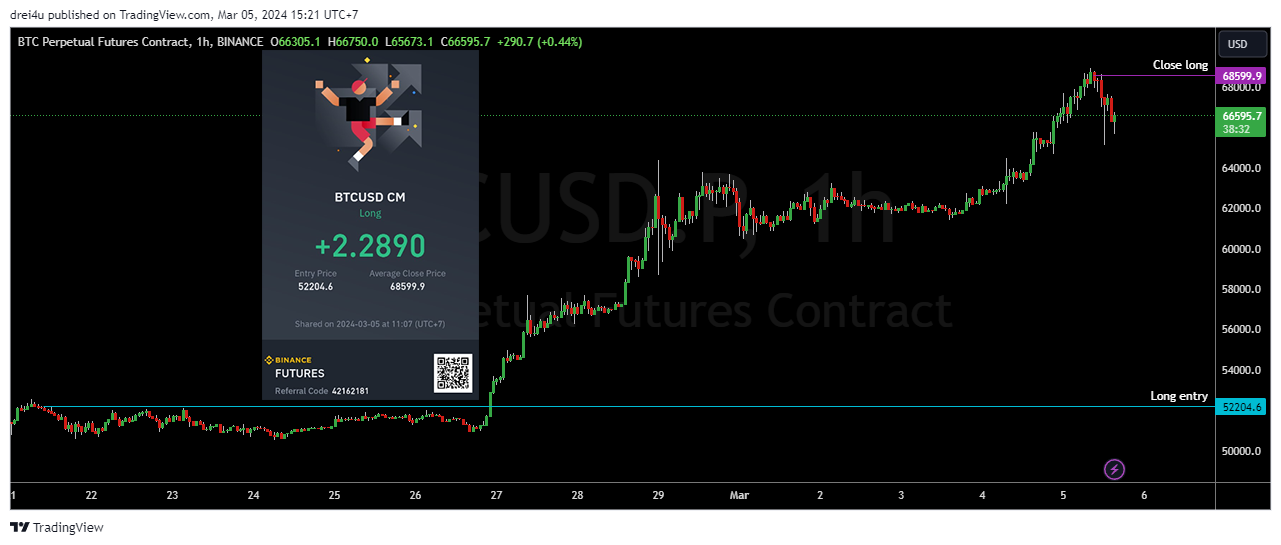 drei4u published on TradingView.com, Mar 05, 2024 15:21 UTC+7
BTC Perpetual Futures Contract, 1h, BINANCE O66305.1 H66750.0 L65673.1 C66595.7 +290.7 (+0.44%)
USD
Close long
68599.9
68000.0
66595.7
38:32
64000.0
62000.0
60000.0
58000.0
56000.0
54000.0
Long entry
52204.6
50000.0
CUSD.P, 1h
petual Futures Contract
BTCUSD CM
Long
+2.2890
Entry Price Average Close Price
52204.6 68599.9
Shared on 2024-03-05 at 11:07 (UTC+7)
BINANCE
FUTURES
Referral Code 42162181
1 22 23 24 25 26 27 28 29 Mar 2 3 4 5 6
TradingView